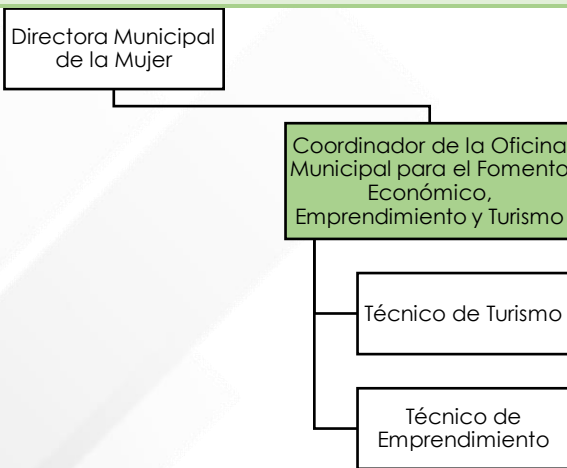 Directora Municipal
de la Mujer
Coordinador de la Oficina
Municipal para el Fomento
Económico,
Emprendimiento y Turismo
Técnico de Turismo
Técnico de
Emprendimiento